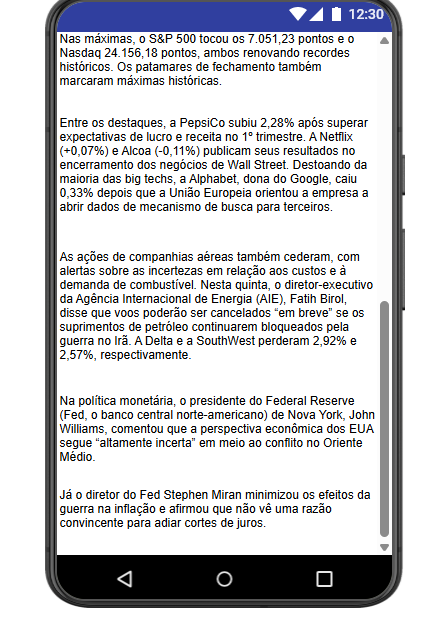 12:30
Nas máximas, o S&P 500 tocou os 7.051,23 pontos e o
Nasdaq 24.156,18 pontos, ambos renovando recordes
históricos. Os patamares de fechamento também
marcaram máximas históricas.
Entre os destaques, a PepsiCo subiu 2,28% após superar
expectativas de lucro e receita no 1º trimestre. A Netflix
(+0,07%) e Alcoa (-0,11%) publicam seus resultados no
encerramento dos negócios de Wall Street. Destoando da
maioria das big techs, a Alphabet, dona do Google, caiu
0,33% depois que a União Europeia orientou a empresa a
abrir dados de mecanismo de busca para terceiros.
As ações de companhias aéreas também cederam, com
alertas sobre as incertezas em relação aos custos e à
demanda de combustível. Nesta quinta, o diretor-executivo
da Agência Internacional de Energia (AIE), Fatih Birol,
disse que voos poderão ser cancelados “em breve” se os
suprimentos de petróleo continuarem bloqueados pela
guerra no Irã. A Delta e a SouthWest perderam 2,92% e
2,57%, respectivamente.
Na política monetária, o presidente do Federal Reserve
(Fed, o banco central norte-americano) de Nova York, John
Williams, comentou que a perspectiva econômica dos EUA
segue “altamente incerta” em meio ao conflito no Oriente
Médio.
Já o diretor do Fed Stephen Miran minimizou os efeitos da
guerra na inflação e afirmou que não vê uma razão
convincente para adiar cortes de juros.